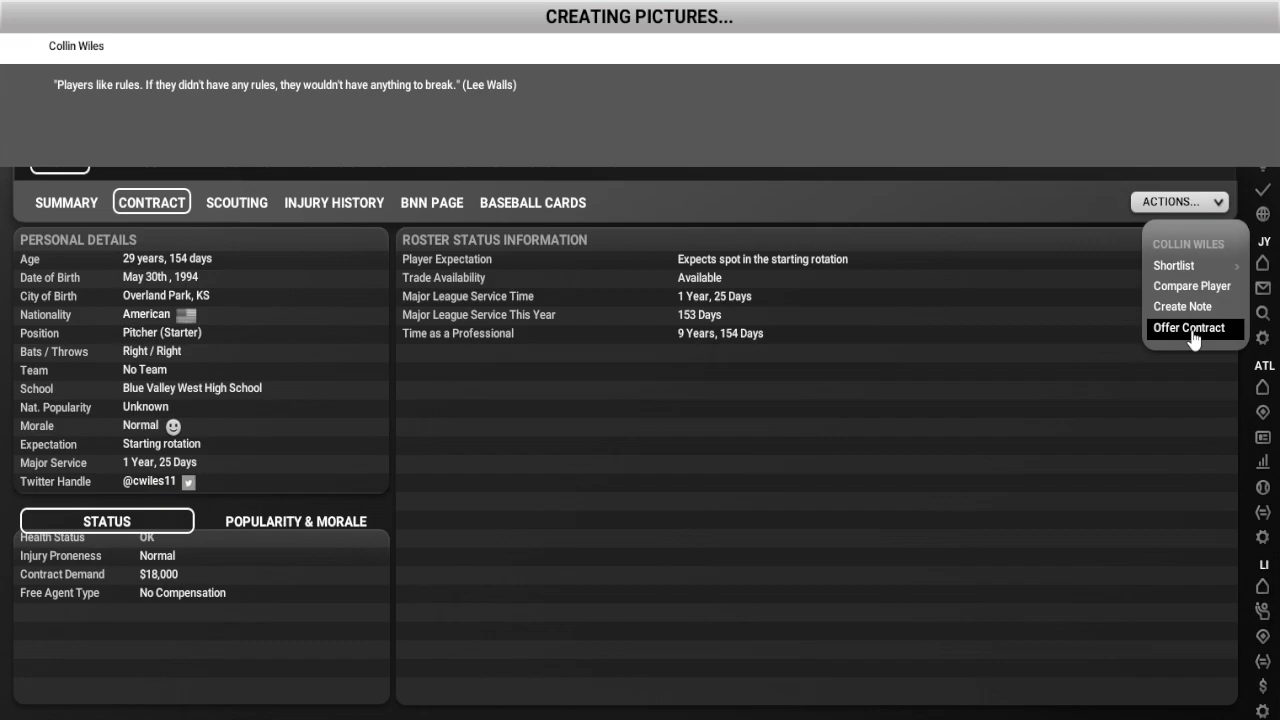 CREATING PICTURES...
Collin Wiles
"Players like rules. If they didn't have any rules, they wouldn't have anything to break." (Lee Walls)
SUMMARY CONTRACT SCOUTING INJURY HISTORY BNN PAGE BASEBALL CARDS ACTIONS...
PERSONAL DETAILS
Age 29 years, 154 days
Date of Birth May 30th , 1994
City of Birth Overland Park, KS
Nationality American
Position Pitcher (Starter)
Bats / Throws Right / Right
Team No Team
School Blue Valley West High School
Nat. Popularity Unknown
Morale Normal
Expectation Starting rotation
Major Service 1 Year, 25 Days
Twitter Handle @cwiles11
STATUS POPULARITY & MORALE
Health Status OK
Injury Proneness Normal
Contract Demand $18,000
Free Agent Type No Compensation
ROSTER STATUS INFORMATION
Player Expectation Expects spot in the starting rotation
Trade Availability Available
Major League Service Time 1 Year, 25 Days
Major League Service This Year 153 Days
Time as a Professional 9 Years, 154 Days
COLLIN WILES
Shortlist
Compare Player
Create Note
Offer Contract
JY
ATL
LI